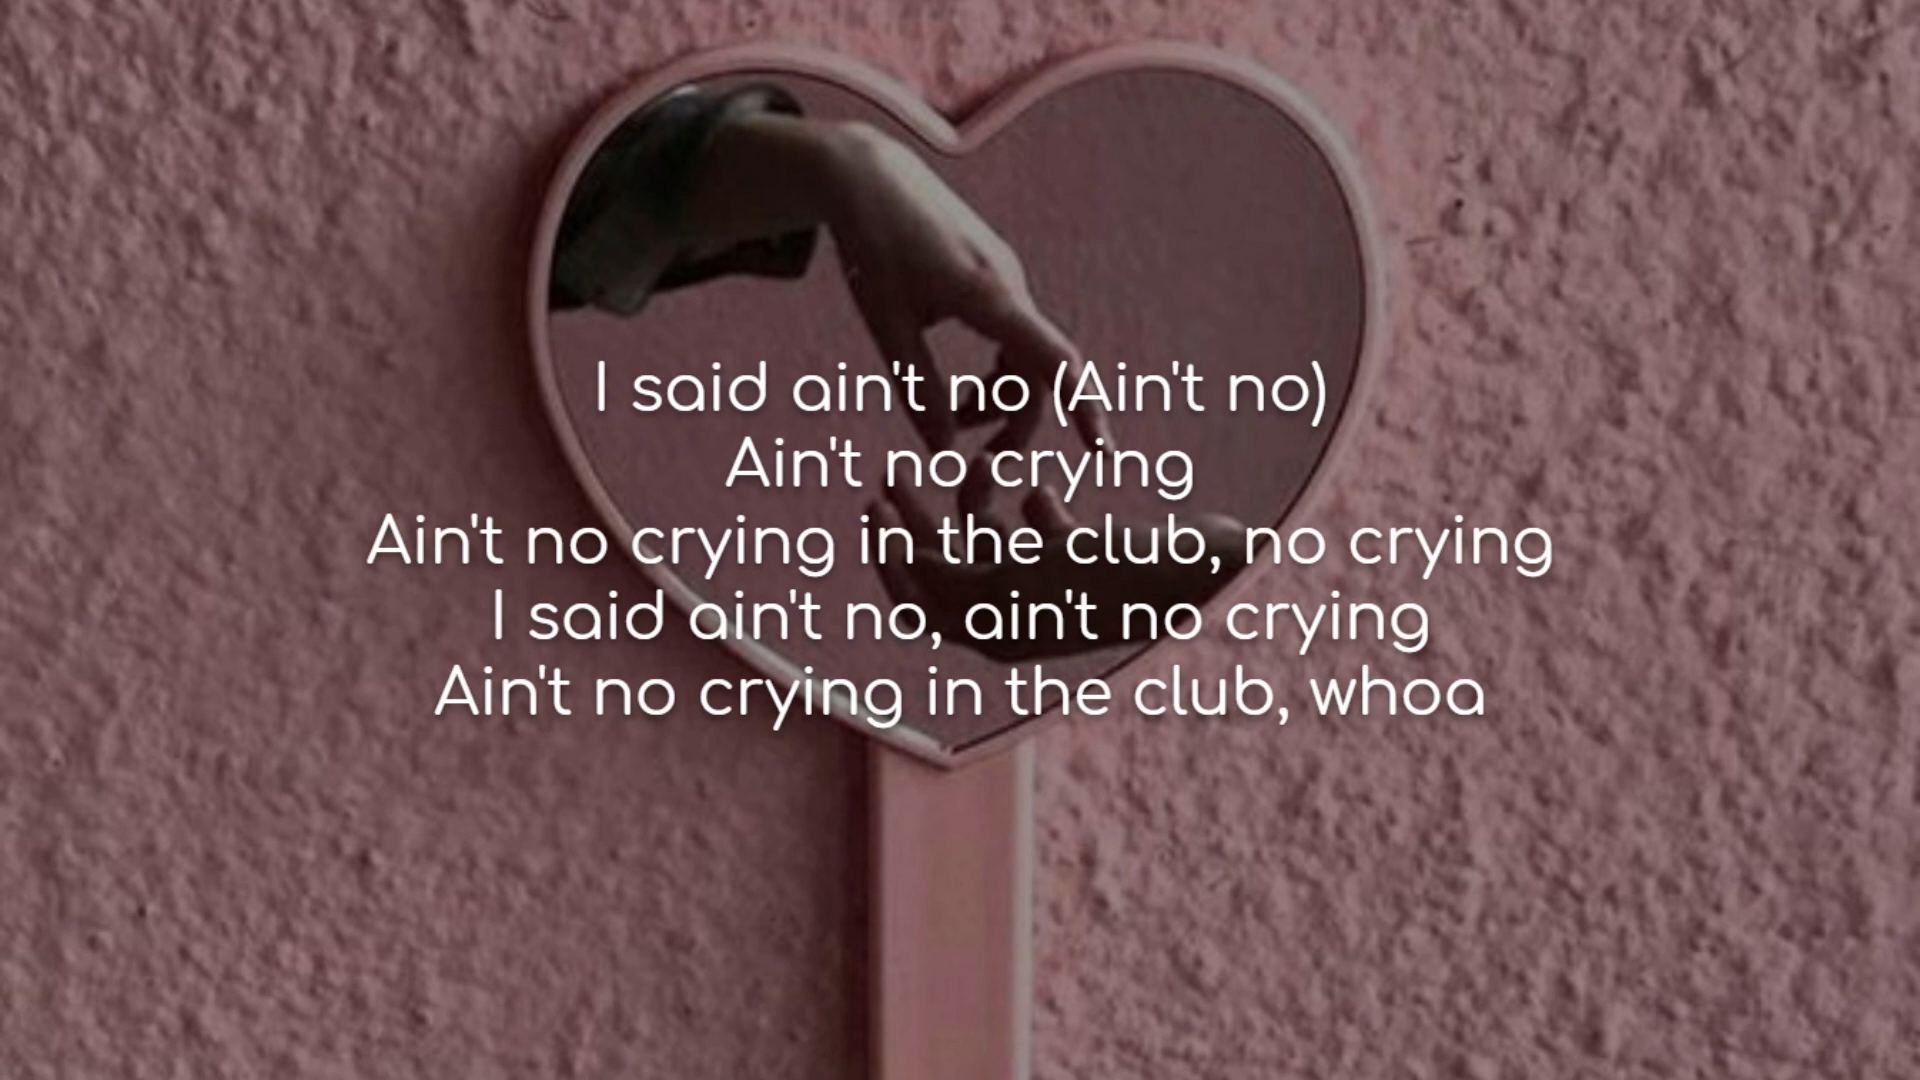 I said ain't no (Ain't no)
Ain't no crying
Ain't no crying in the club, no crying
I said ain't no, ain't no crying
Ain't no crying in the club, whoa